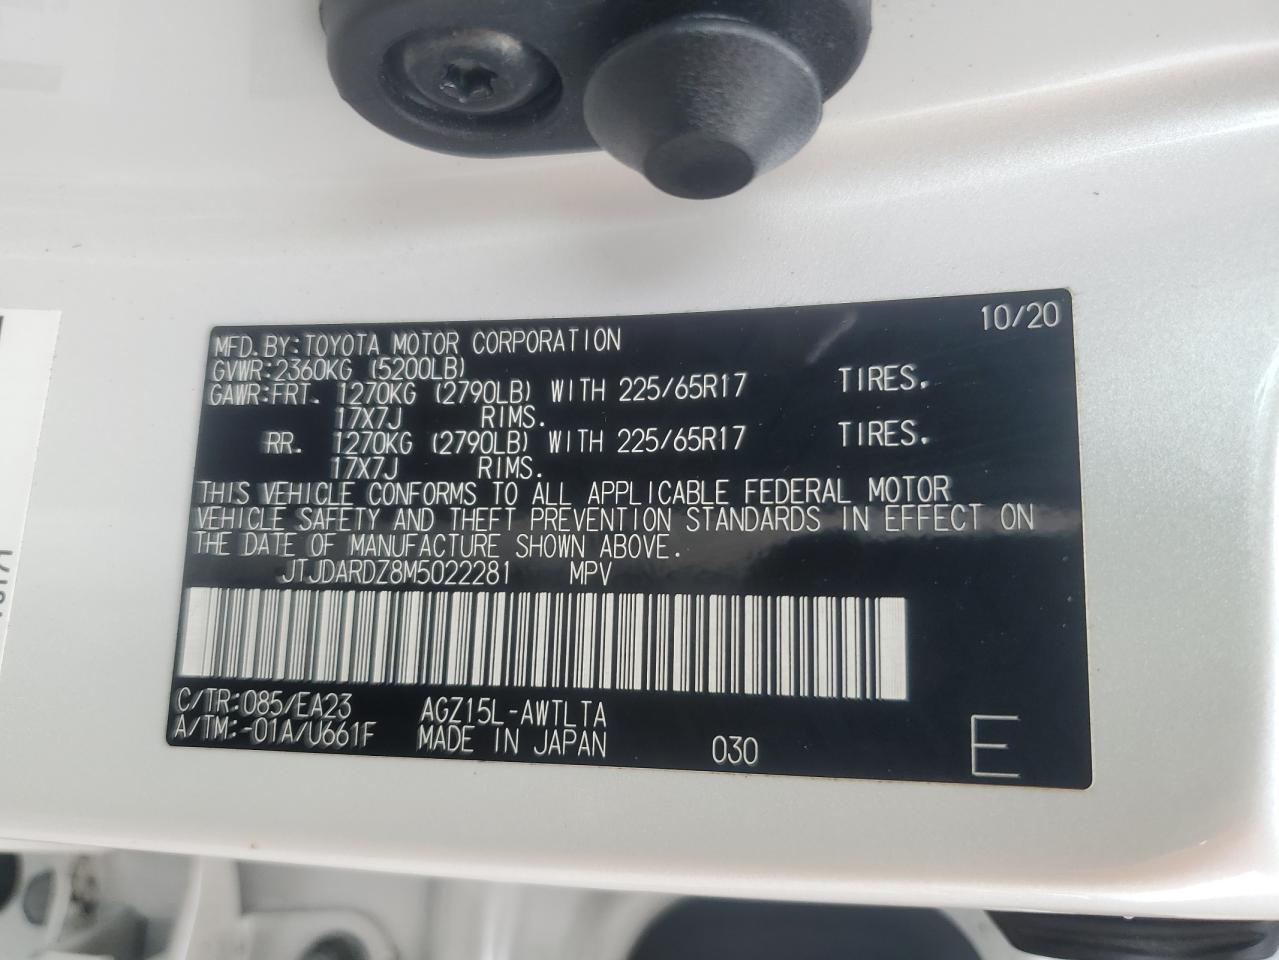 10/20
MFD.BY:TOYOTA MOTOR CORPORATION
GVWR:2360KG (5200LB)
GAWR:FRT. 1270KG (2790LB) WITH 225/65R17 TIRES.
17X7J RIMS.
RR. 1270KG (2790LB) WITH 225/65R17 TIRES.
17X7J RIMS.
THIS VEHICLE CONFORMS TO ALL APPLICABLE FEDERAL MOTOR
VEHICLE SAFETY AND THEFT PREVENTION STANDARDS IN EFFECT ON
THE DATE OF MANUFACTURE SHOWN ABOVE.
JTJDARDZ8M5022281 MPV
C/TR:085/EA23 AGZ15L-AWTLTA
A/TM:-01A/U661F MADE IN JAPAN 030 E